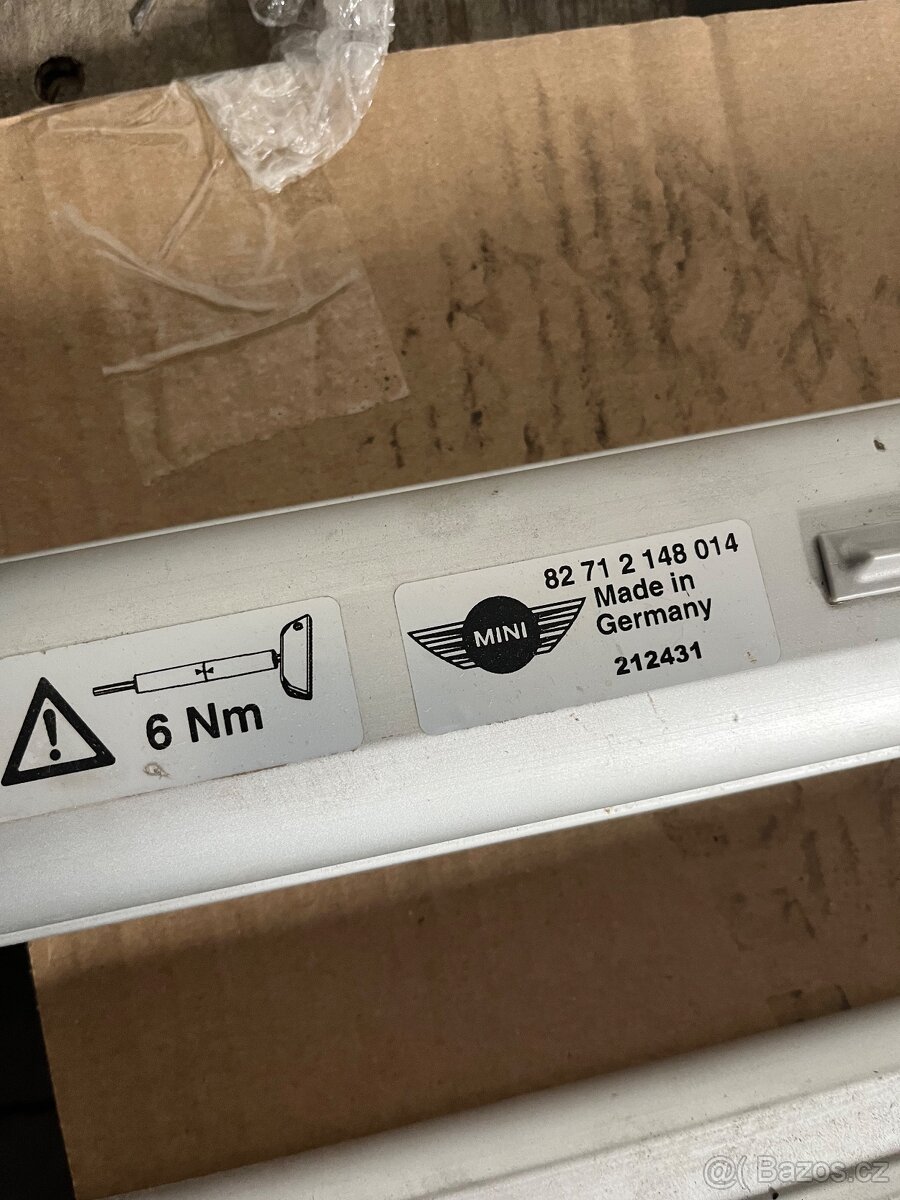 82 71 2 148 014
MINI
Made in
Germany
212431
6 Nm
@( Bazos.cz